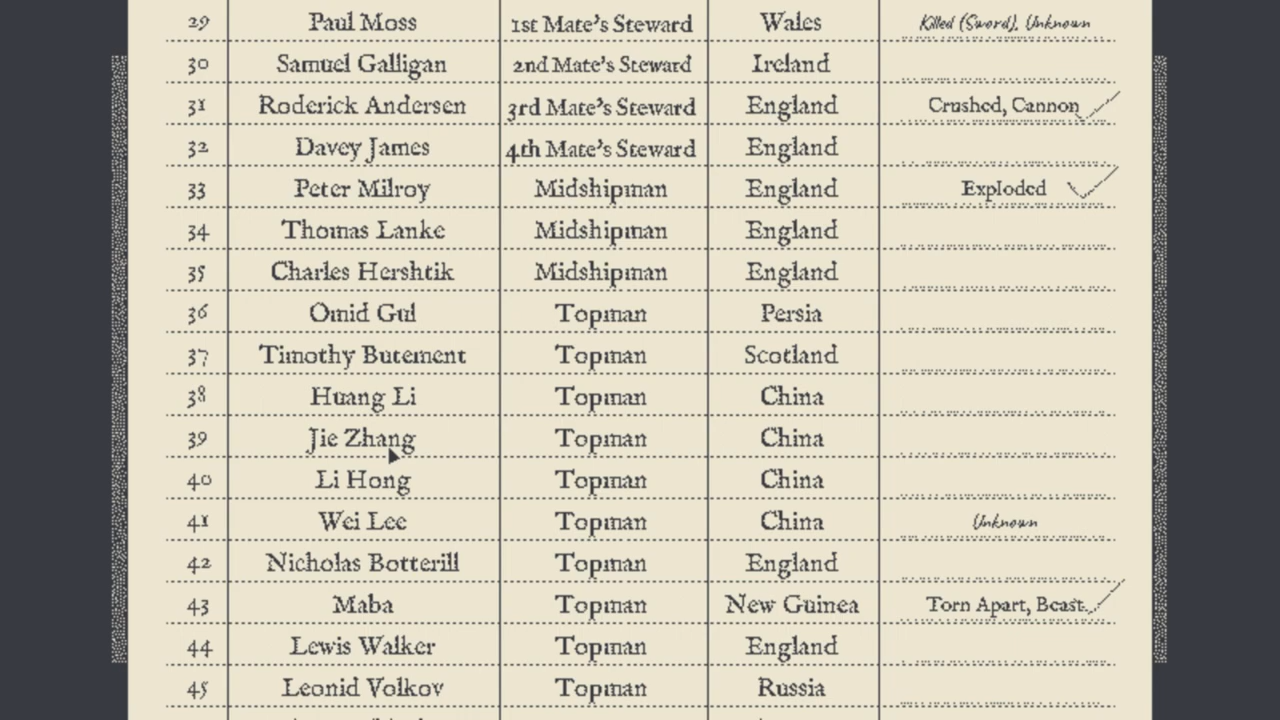 29 Paul Moss 1st Mate's Steward Wales Killed (Sword), Unknown
30 Samuel Galligan 2nd Mate's Steward Ireland
31 Roderick Andersen 3rd Mate's Steward England Crushed, Cannon
32 Davey James 4th Mate's Steward England
33 Peter Milroy Midshipman England Exploded
34 Thomas Lanke Midshipman England
35 Charles Hershtik Midshipman England
36 Omid Gul Topman Persia
37 Timothy Butement Topman Scotland
38 Huang Li Topman China
39 Jie Zhang Topman China
40 Li Hong Topman China
41 Wei Lee Topman China Unknown
42 Nicholas Botterill Topman England
43 Maba Topman New Guinea Torn Apart, Beast
44 Lewis Walker Topman England
45 Leonid Volkov Topman Russia